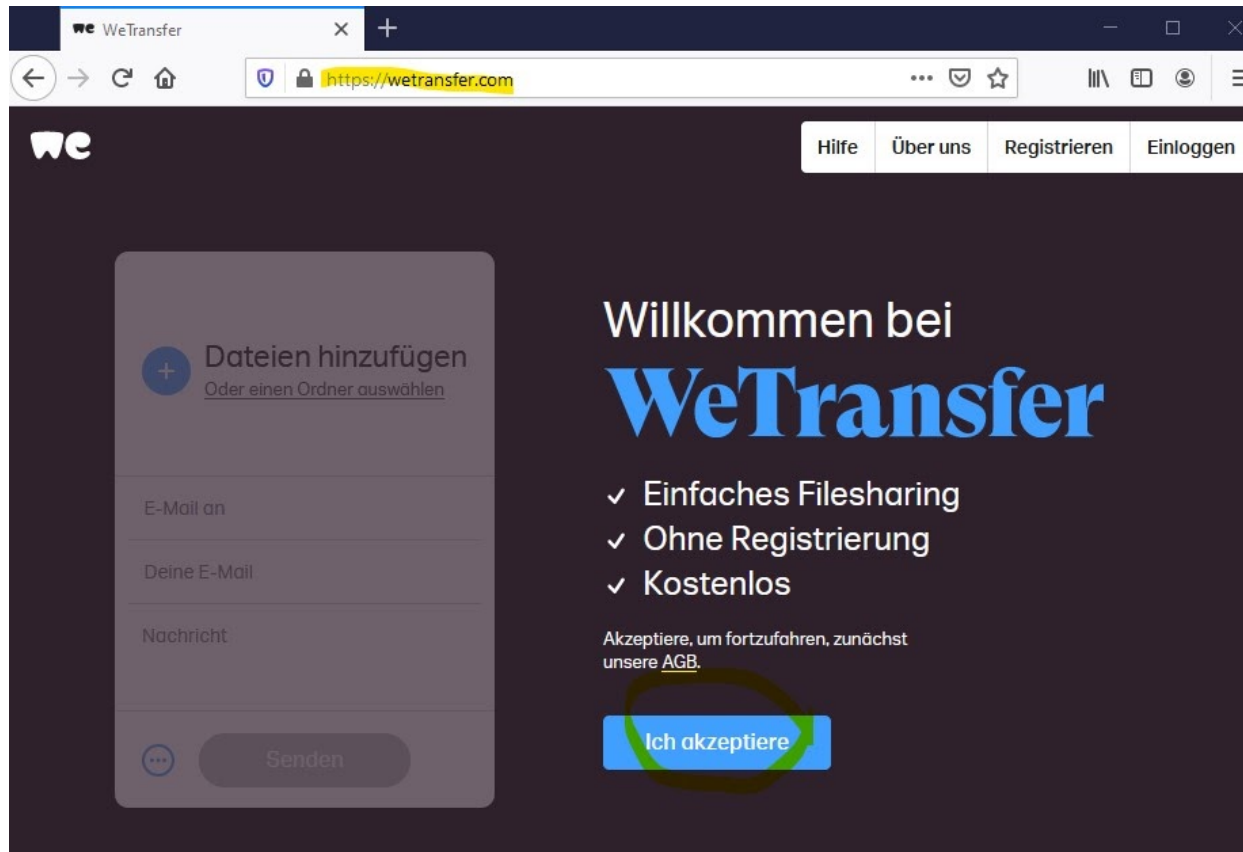 we WeTransfer
https://wetransfer.com
we
Hilfe Über uns Registrieren Einloggen
Dateien hinzufügen
Oder einen Ordner auswählen
E-Mail an
Deine E-Mail
Nachricht
Senden
Willkommen bei
WeTransfer
Einfaches Filesharing
Ohne Registrierung
Kostenlos
Akzeptiere, um fortzufahren, zunächst
unsere AGB.
Ich akzeptiere